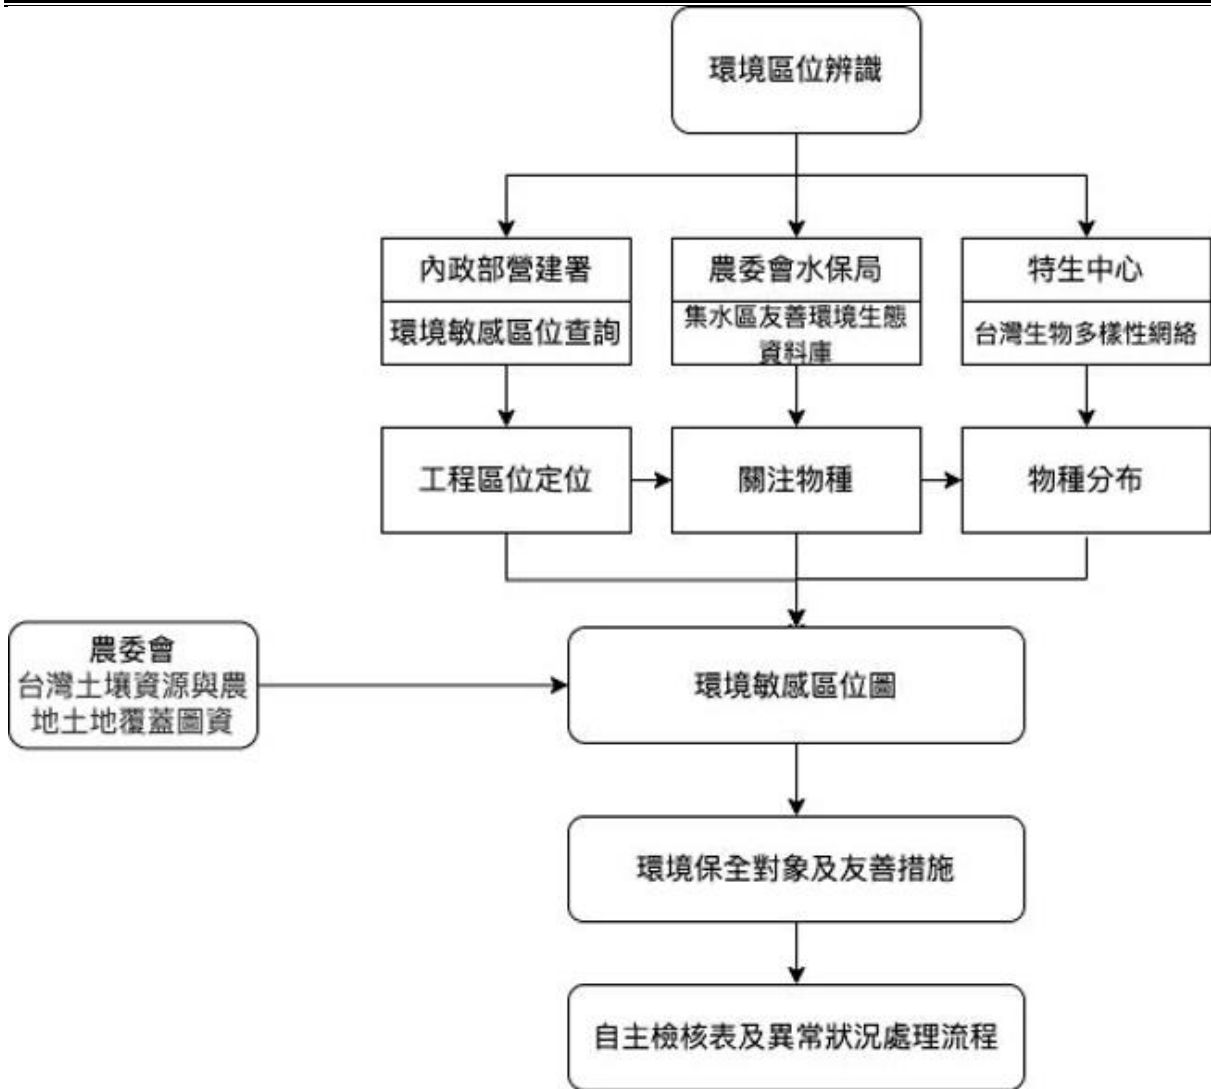 環境區位辨識
內政部營建署
環境敏感區位查詢
農委會水保局
集水區友善環境生態
資料庫
特生中心
台灣生物多樣性網絡
工程區位定位
關注物種
物種分布
農委會
台灣土壤資源與農
地土地覆蓋圖資
環境敏感區位圖
環境保全對象及友善措施
自主檢核表及異常狀況處理流程